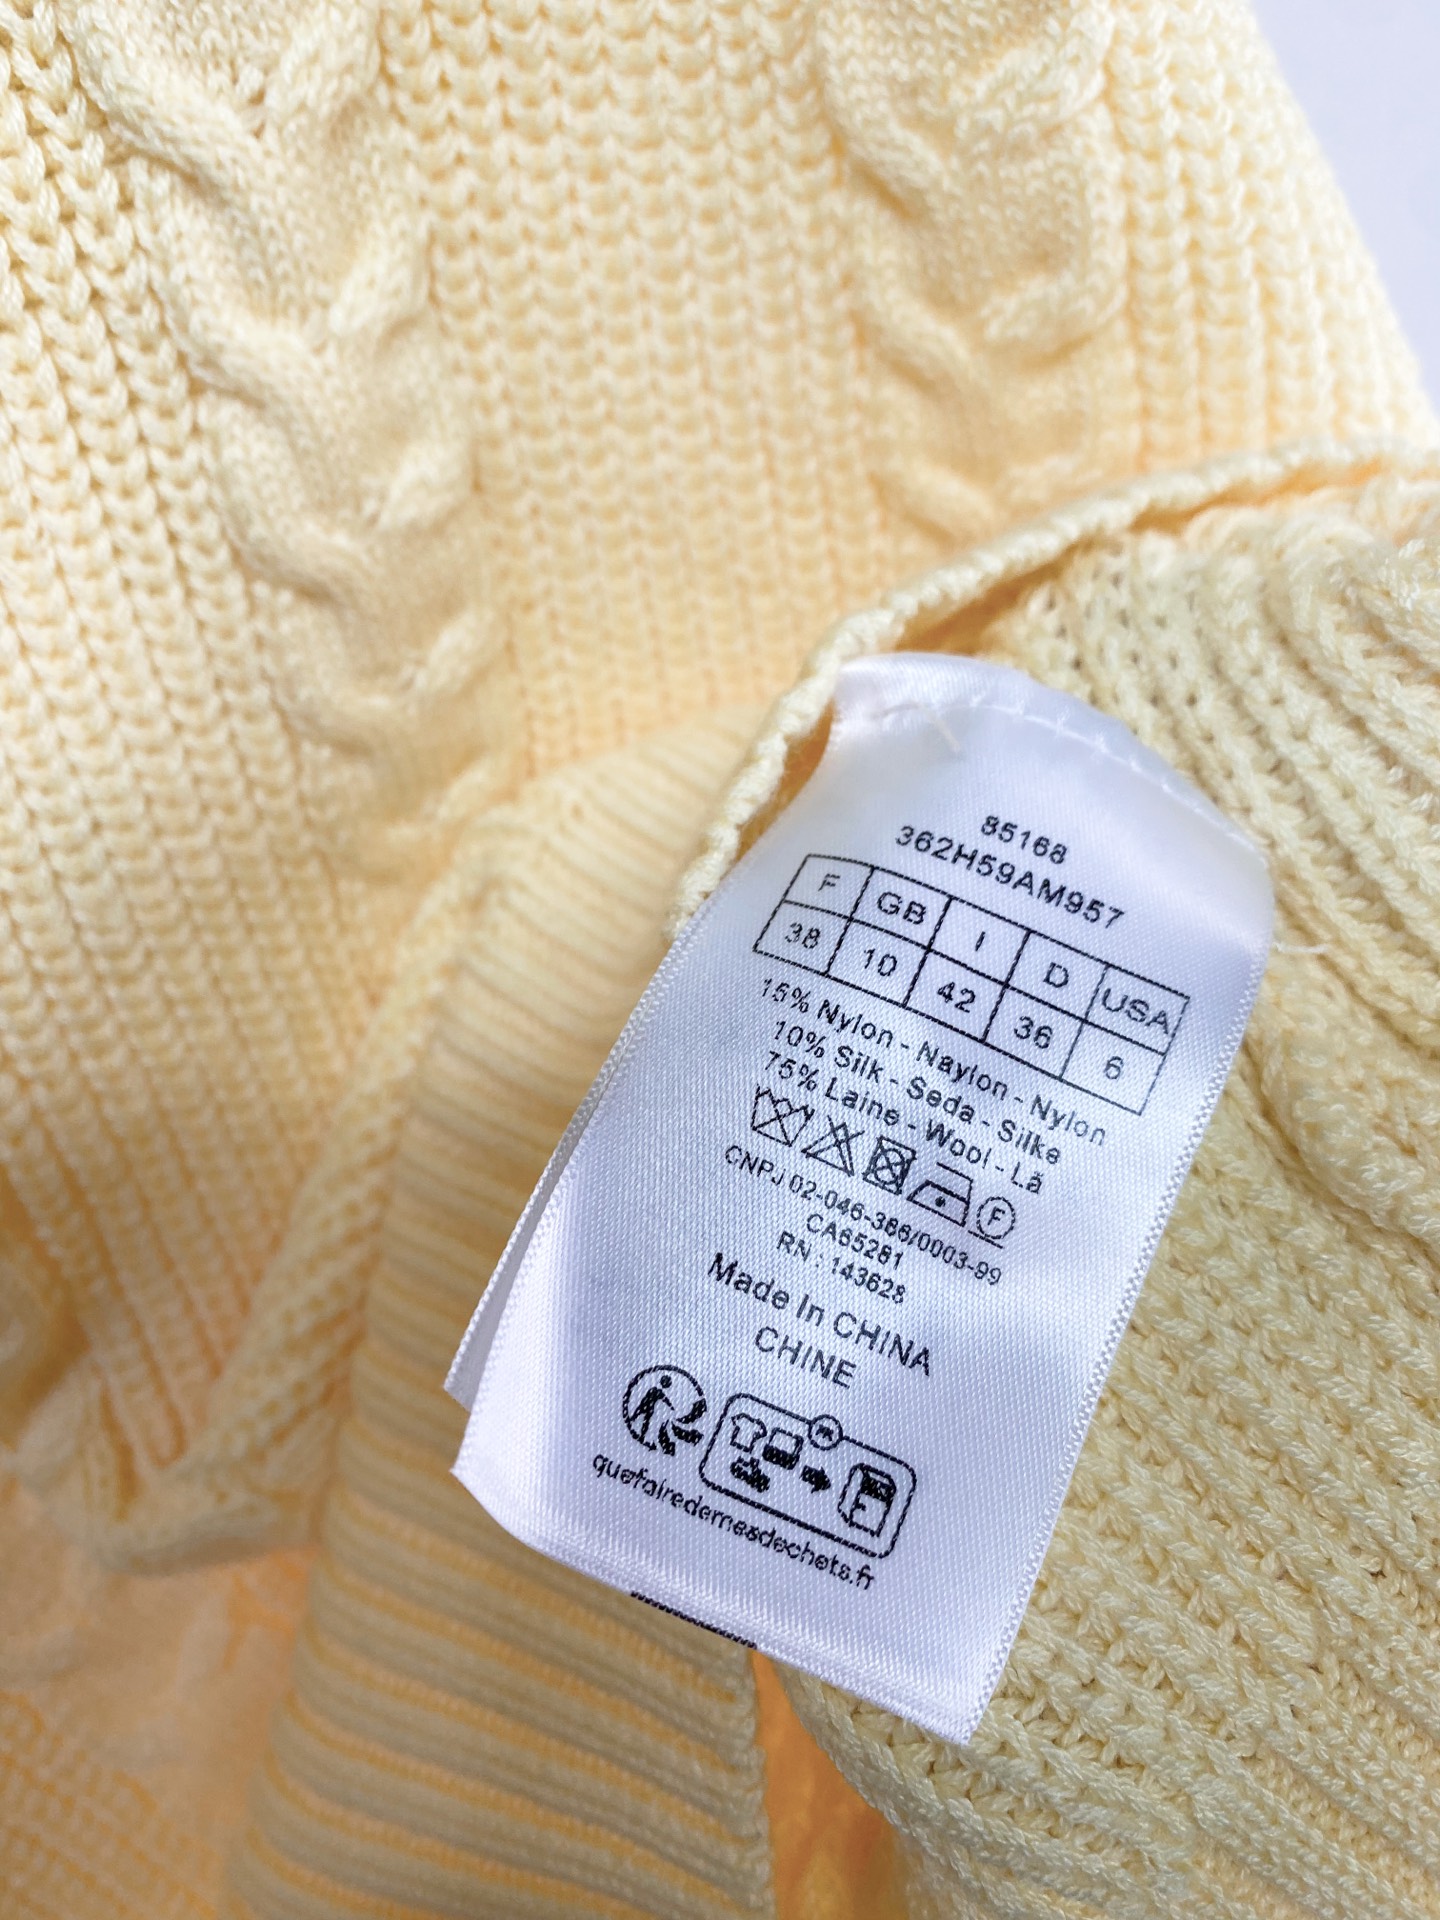 85168
362H59AM957
F GB I D USA
38 10 42 36 6
15% Nylon - Naylon - Nylon
10% Silk - Seda - Silke
75% Laine - Wool - Lã
F
CNPJ 02-046-386/0003-99
CA65281
RN : 143628
Made In CHINA
CHINE
FR
quefairedemesdechets.fr